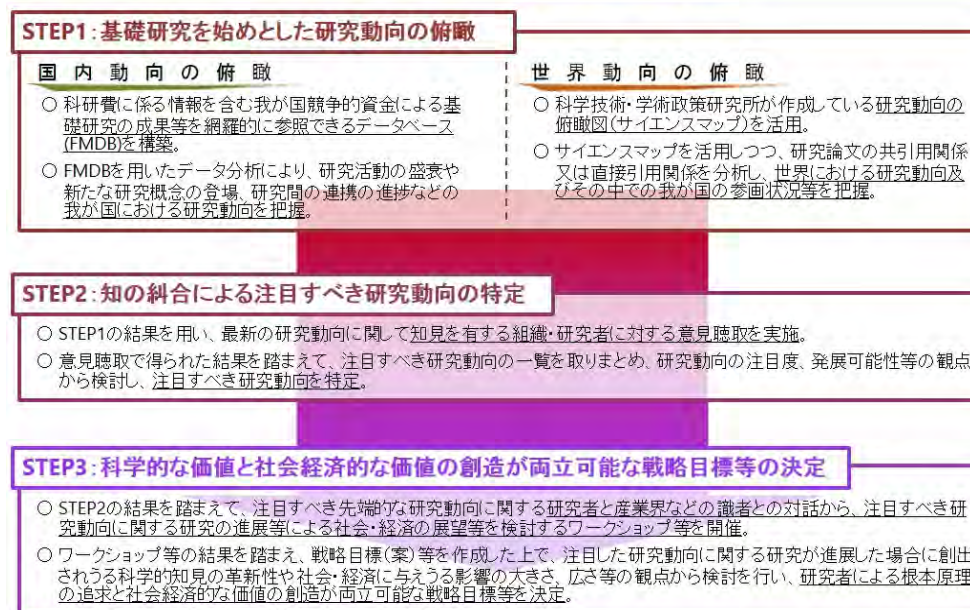 STEP1：基礎研究を始めとした研究動向の俯瞰
国内動向の俯瞰
○ 科研費に係る情報を含む我が国競争的資金による基
礎研究の成果等を網羅的に参照できるデータベース
(FMDB)を構築。
○ FMDBを用いたデータ分析により、研究活動の盛衰や
新たな研究概念の登場、研究間の連携の進捗などの
我が国における研究動向を把握。
世界動向の俯瞰
○ 科学技術・学術政策研究所が作成している研究動向の
俯瞰図(サイエンスマップ)を活用。
○ サイエンスマップを活用しつつ、研究論文の共引用関係
又は直接引用関係を分析し、世界における研究動向及
びその中での我が国の参画状況等を把握。
STEP2：知の糾合による注目すべき研究動向の特定
○ STEP1の結果を用い、最新の研究動向に関して知見を有する組織・研究者に対する意見聴取を実施。
○ 意見聴取で得られた結果を踏まえて、注目すべき研究動向の一覧を取りまとめ、研究動向の注目度、発展可能性等の観点
から検討し、注目すべき研究動向を特定。
STEP3：科学的な価値と社会経済的な価値の創造が両立可能な戦略目標等の決定
○ STEP2の結果を踏まえて、注目すべき先端的な研究動向に関する研究者と産業界などの識者との対話から、注目すべき研
究動向に関する研究の進展等による社会・経済の展望等を検討するワークショップ等を開催。
○ ワークショップ等の結果を踏まえ、戦略目標(案)等を作成した上で、注目した研究動向に関する研究が進展した場合に創出
されうる科学的知見の革新性や社会・経済に与えうる影響の大きさ、広さ等の観点から検討を行い、研究者による根本原理
の追求と社会経済的な価値の創造が両立可能な戦略目標等を決定。